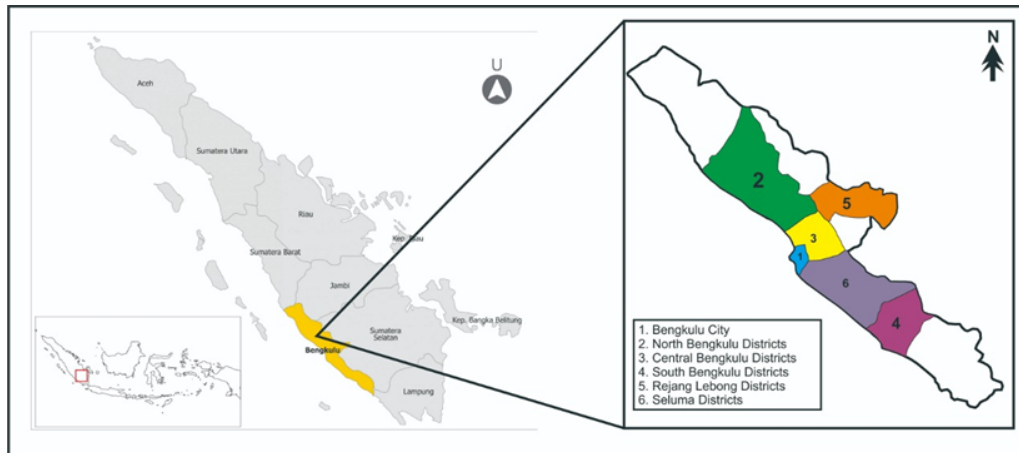 U
Aceh
Sumatera Utara
Riau
Kep. Riau
Sumatera Barat
Jambi
Kep. Bangka Belitung
Sumatera
Selatan
Bengkulu
Lampung
N
2
5
3
1
6
4
1. Bengkulu City
2. North Bengkulu Districts
3. Central Bengkulu Districts
4. South Bengkulu Districts
5. Rejang Lebong Districts
6. Seluma Districts